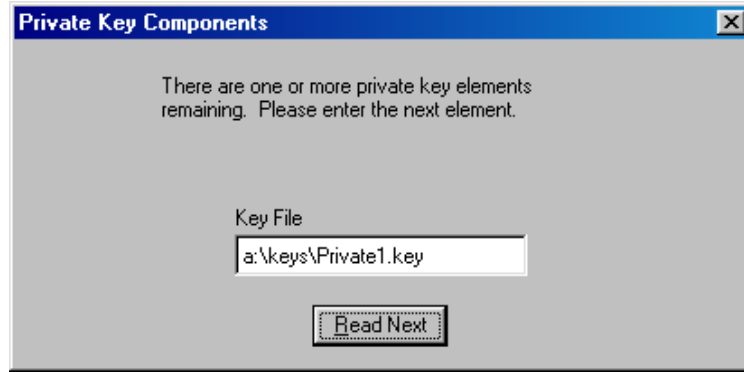 Private Key Components
There are one or more private key elements
remaining. Please enter the next element.
Key File
a:\keys\Private1.key
Read Next